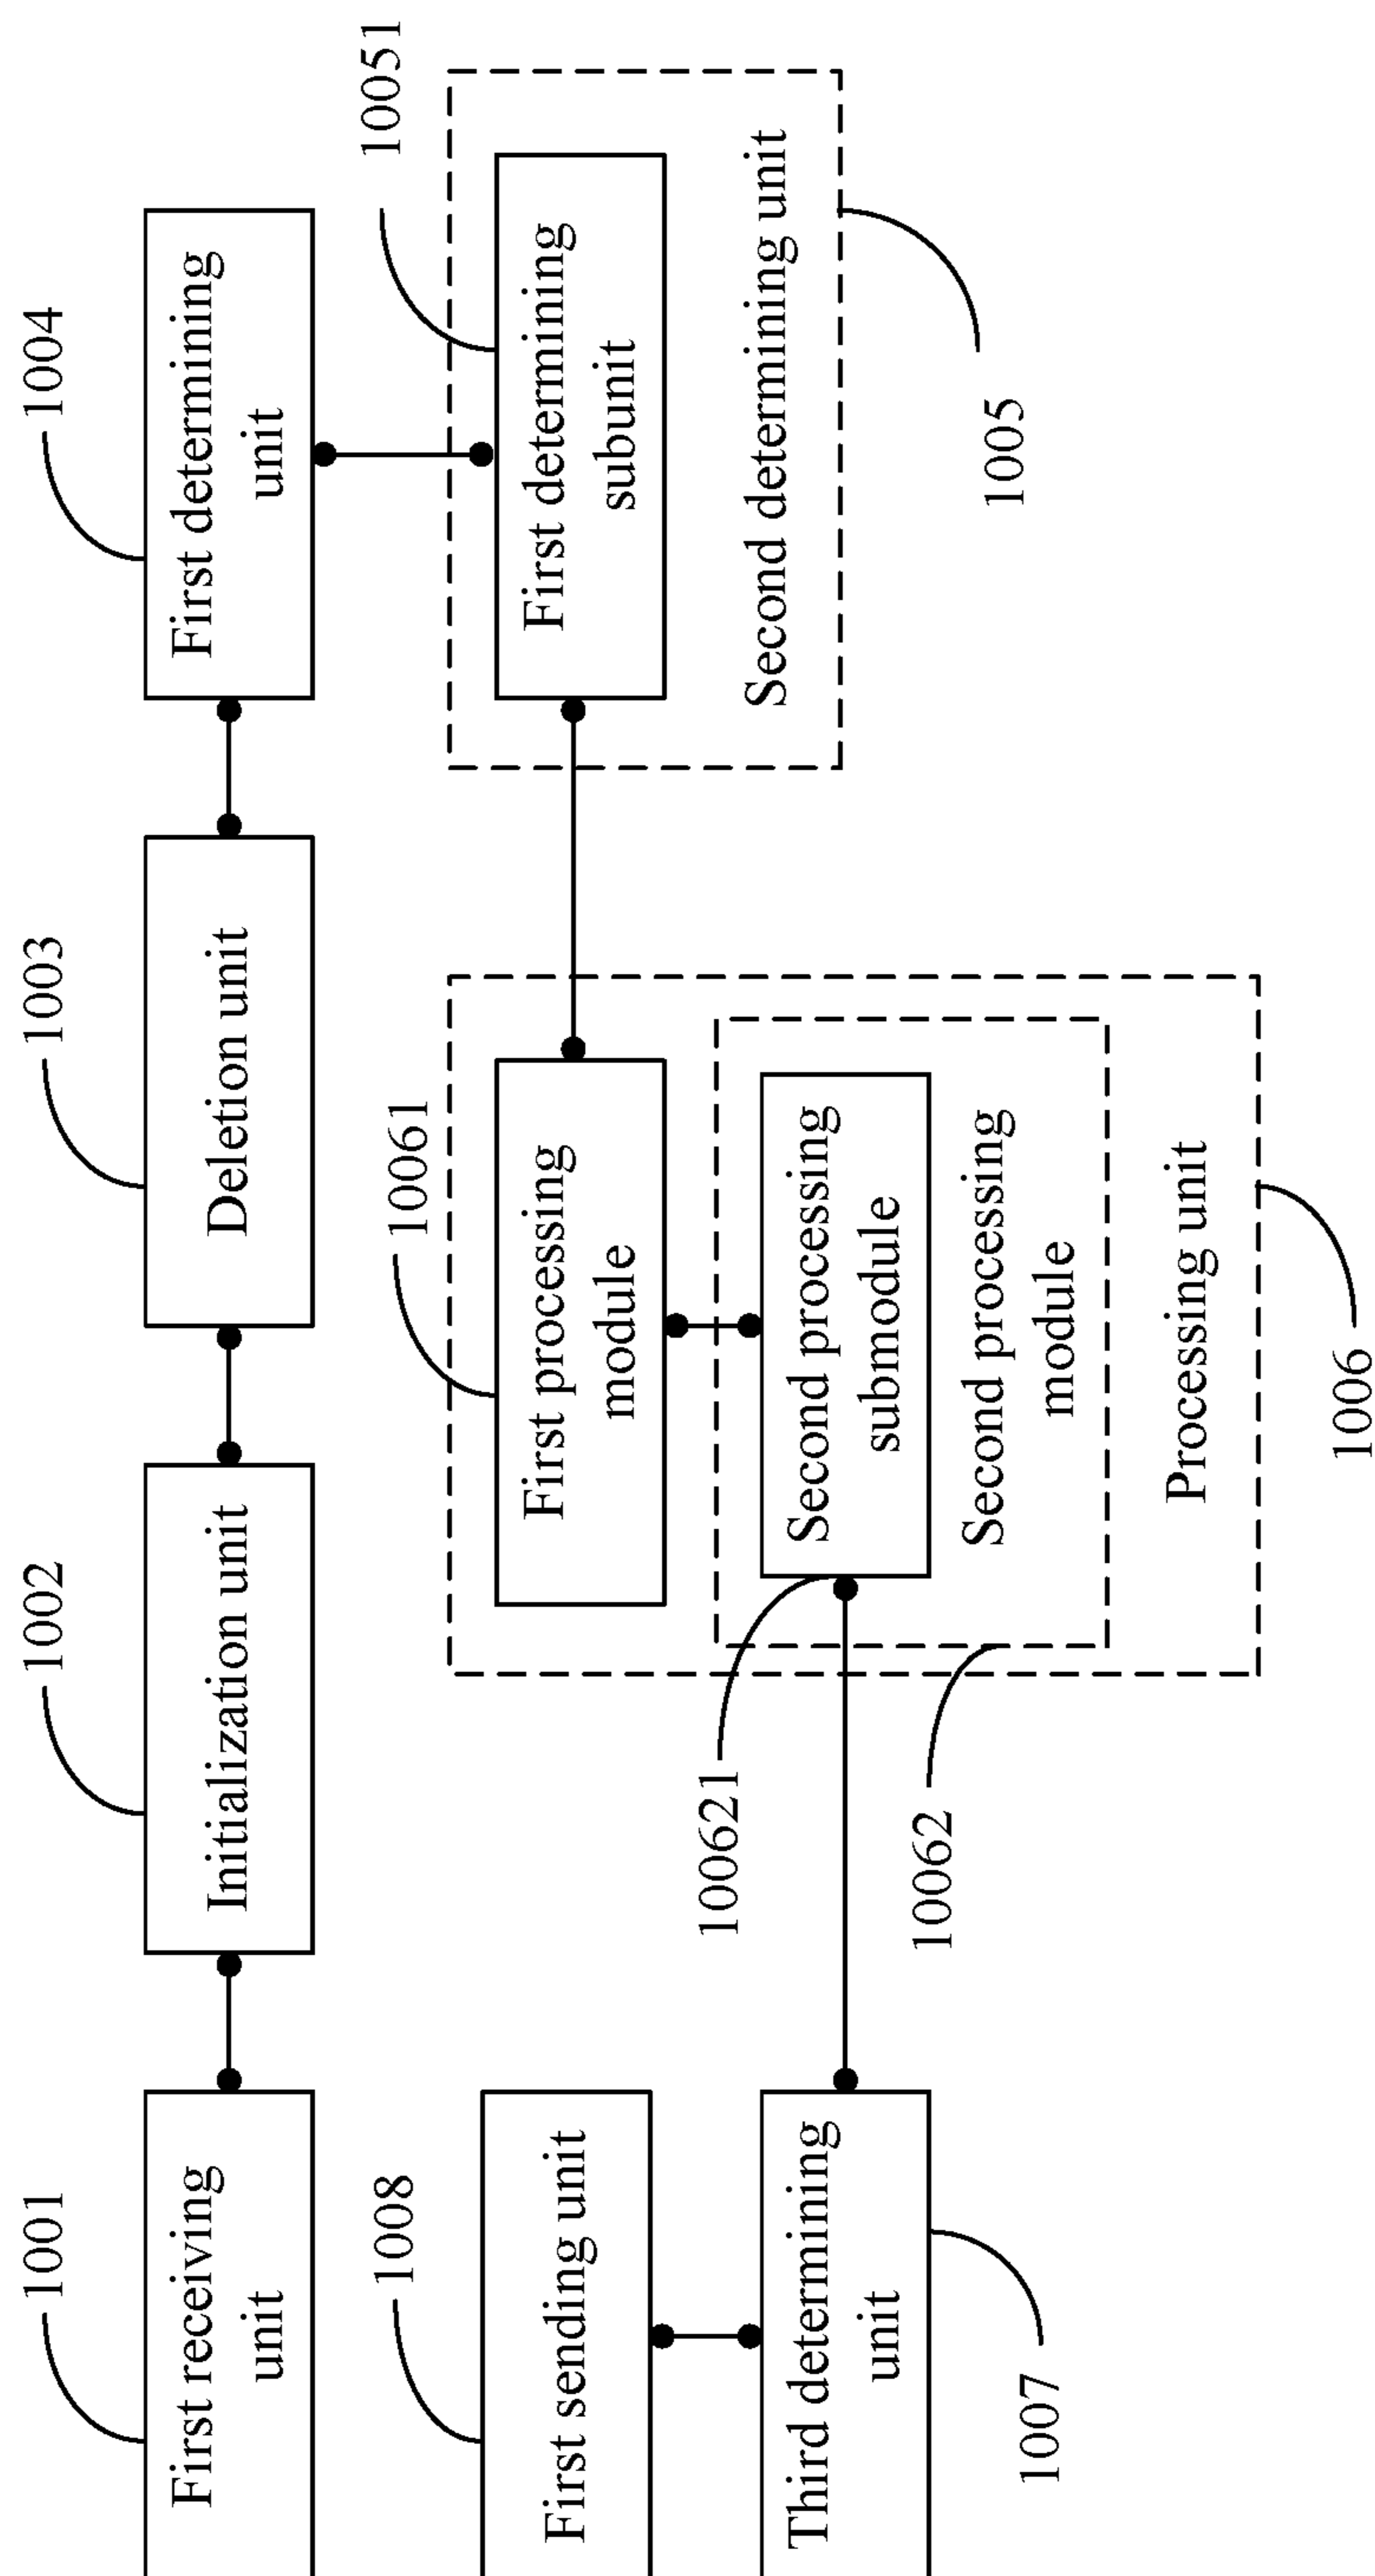 1001
First receiving
unit
1002
Initialization unit
1003
Deletion unit
1004
First determining
unit
1008
First sending unit
10061
First processing
module
10051
First determining
subunit
Third determining
unit
1007
10621
10062
Second processing
submodule
Second processing
module
Processing unit
1006
Second determining unit
1005